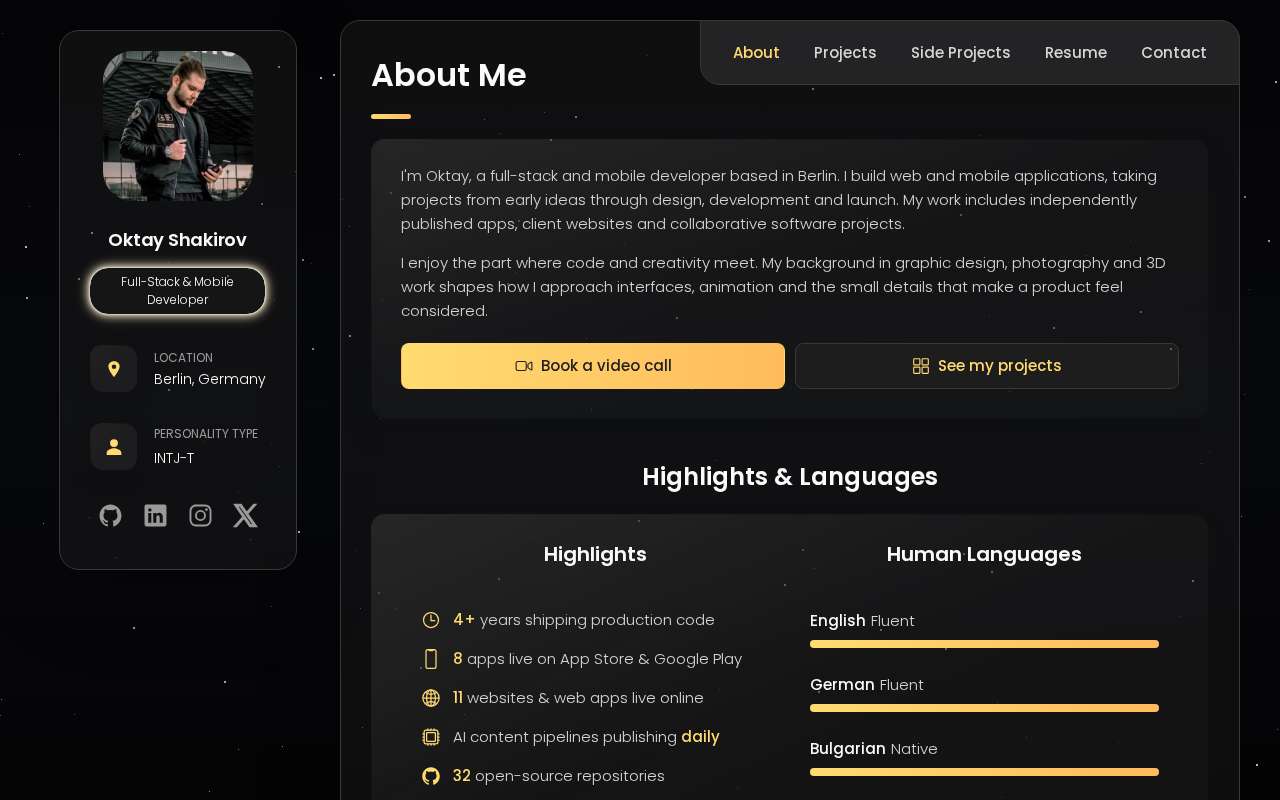 Oktay Shakirov
Full-Stack & Mobile
Developer
LOCATION
Berlin, Germany
PERSONALITY TYPE
INTJ-T
About
Projects
Side Projects
Resume
Contact
About Me
I'm Oktay, a full-stack and mobile developer based in Berlin. I build web and mobile applications, taking
projects from early ideas through design, development and launch. My work includes independently
published apps, client websites and collaborative software projects.
I enjoy the part where code and creativity meet. My background in graphic design, photography and 3D
work shapes how I approach interfaces, animation and the small details that make a product feel
considered.
Book a video call
See my projects
Highlights & Languages
Highlights
4+ years shipping production code
8 apps live on App Store & Google Play
11 websites & web apps live online
AI content pipelines publishing daily
32 open-source repositories
Human Languages
English Fluent
German Fluent
Bulgarian Native